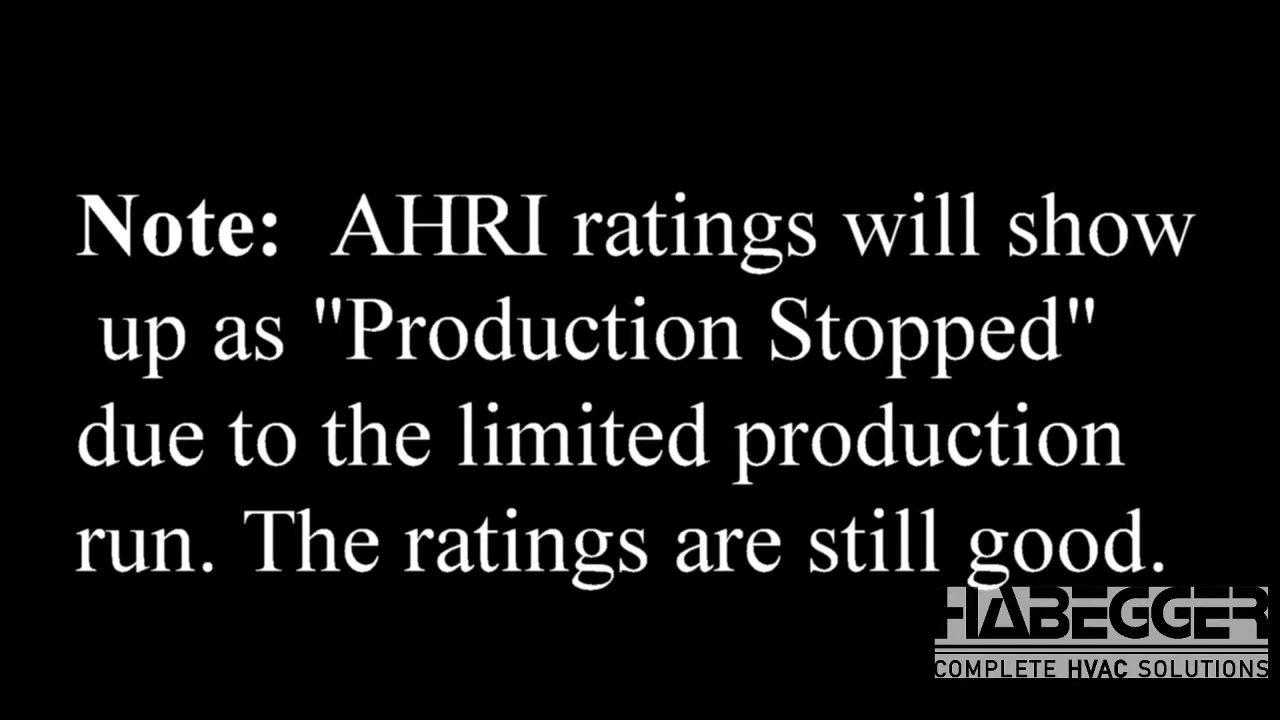 Note: AHRI ratings will show
up as "Production Stopped"
due to the limited production
run. The ratings are still good.
HABEGGER
COMPLETE HVAC SOLUTIONS